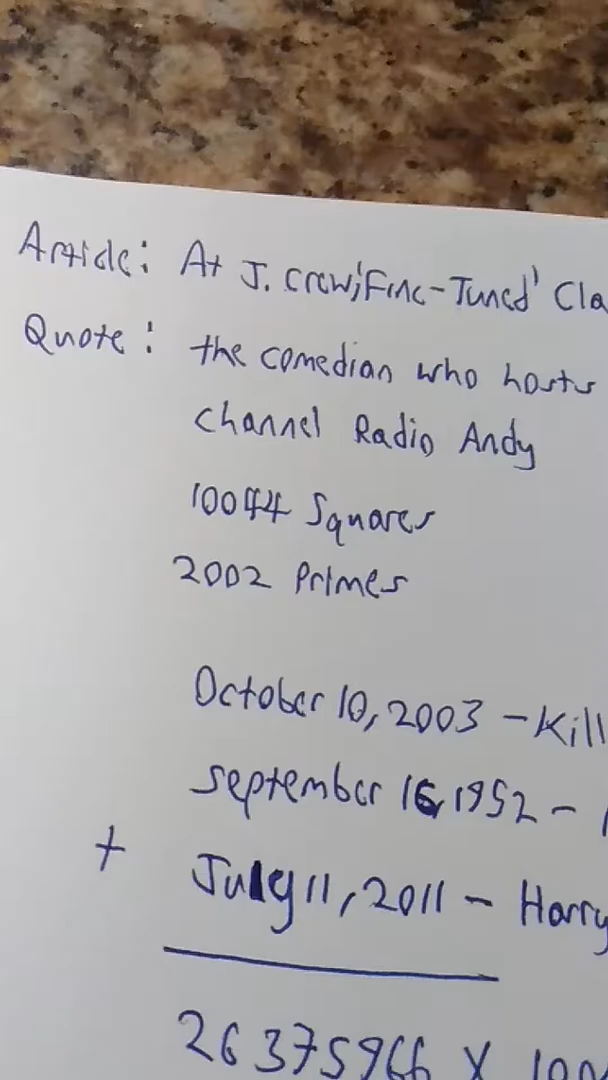 Article: At J. Crew, 'Fine-Tuned' Cla
Quote: the comedian who hosts
channel Radio Andy
10044 Squares
2002 Primes
October 10, 2003 - Kill
September 16, 1952 -
+ July 11, 2011 - Harry
26375966 X 100